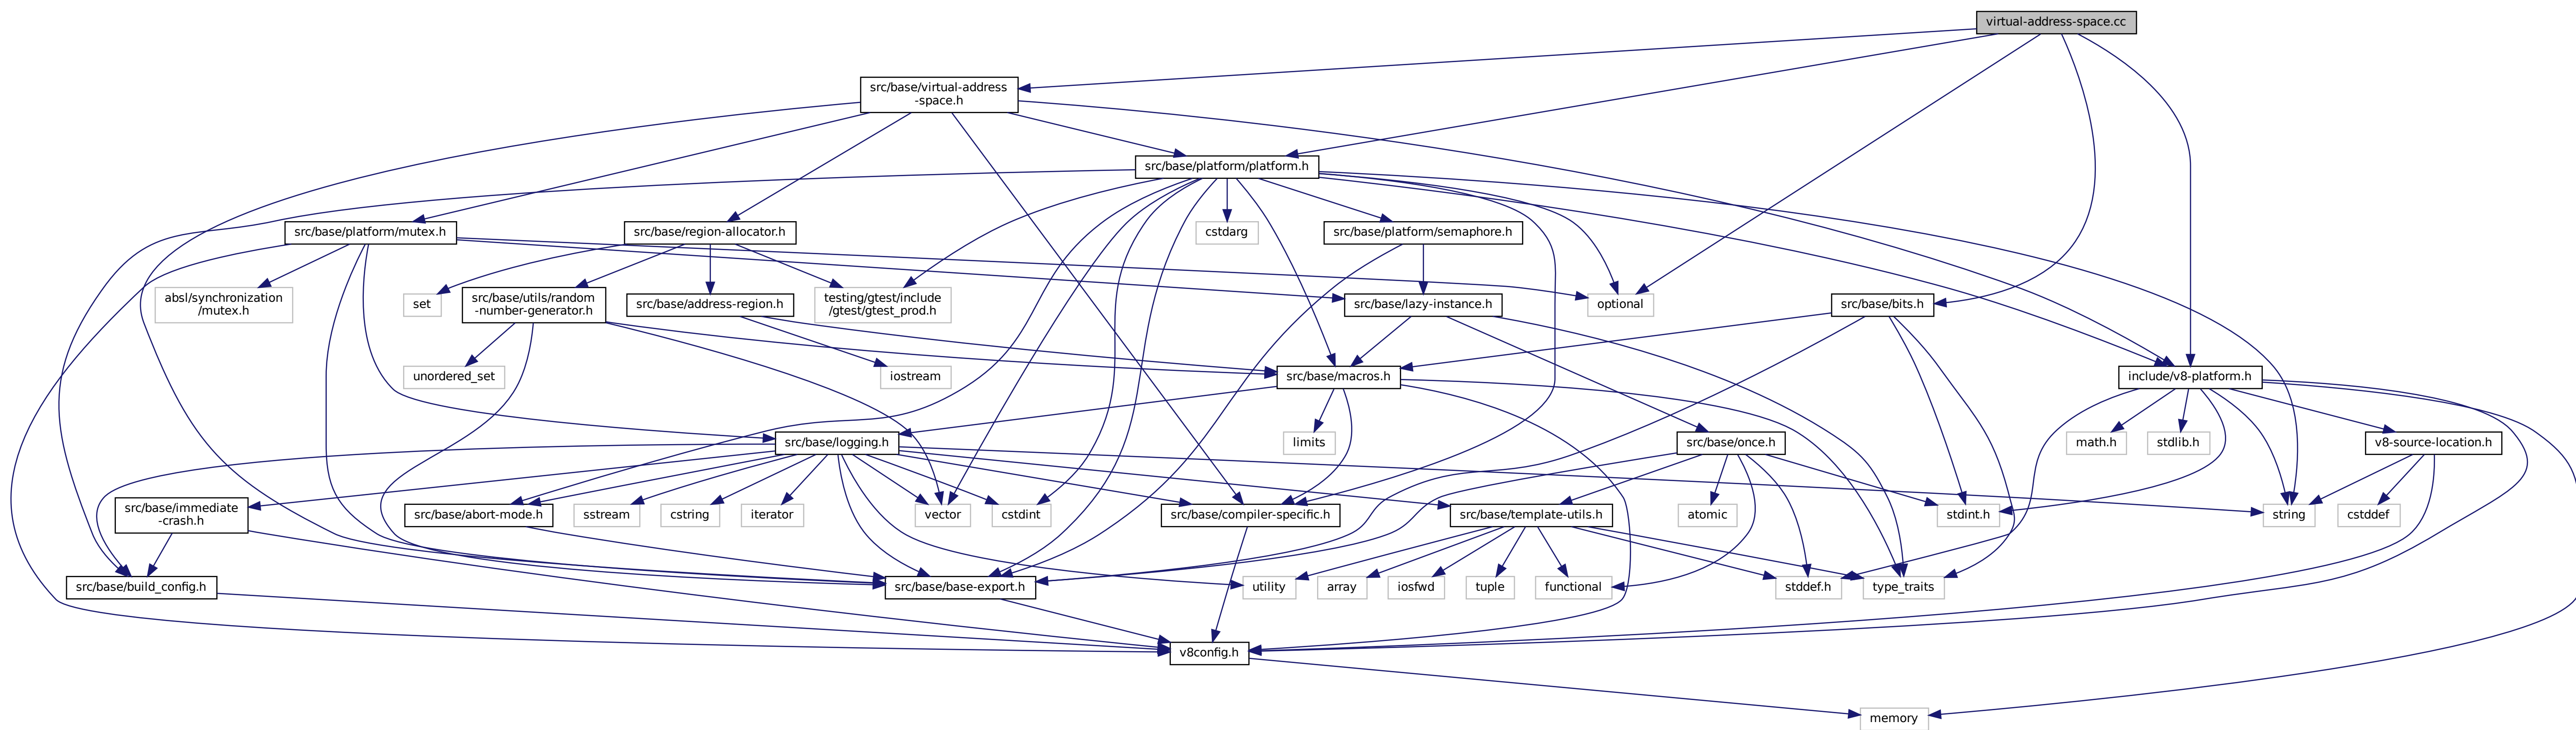 virtual-address-space.cc
src/base/virtual-address
-space.h
src/base/platform/platform.h
src/base/platform/mutex.h
src/base/region-allocator.h
cstdarg
src/base/platform/semaphore.h
absl/synchronization
/mutex.h
set
src/base/utils/random
-number-generator.h
src/base/address-region.h
testing/gtest/include
/gtest/gtest_prod.h
src/base/lazy-instance.h
optional
src/base/bits.h
unordered_set
iostream
src/base/macros.h
include/v8-platform.h
src/base/logging.h
limits
src/base/once.h
math.h
stdlib.h
v8-source-location.h
src/base/immediate
-crash.h
src/base/abort-mode.h
sstream
cstring
iterator
vector
cstdint
src/base/compiler-specific.h
src/base/template-utils.h
atomic
stdint.h
string
cstddef
src/base/build_config.h
src/base/base-export.h
utility
array
iosfwd
tuple
functional
stddef.h
type_traits
v8config.h
memory